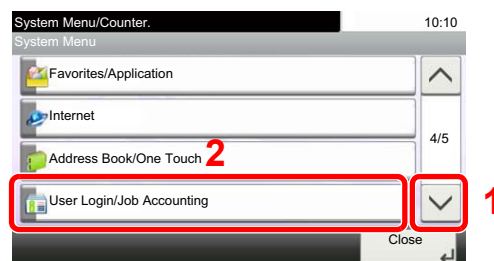 System Menu/Counter. 10:10
System Menu
Favorites/Application
Internet
4/5
Address Book/One Touch 2
User Login/Job Accounting 1
Close